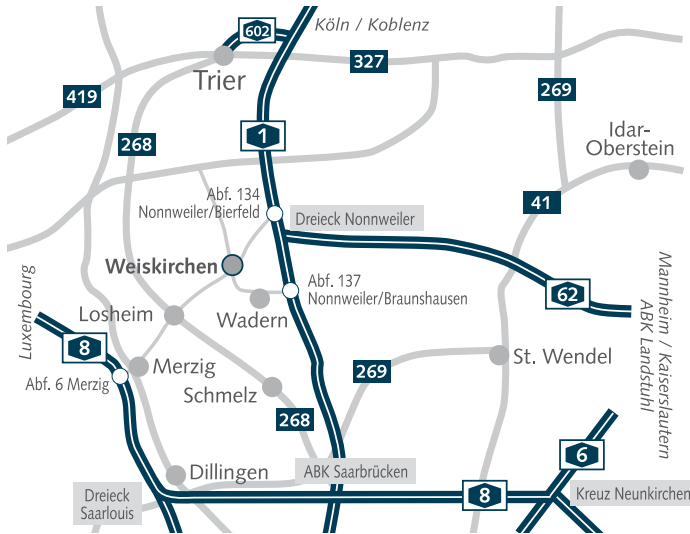 Köln / Koblenz
602
Trier
327
419
269
1
268
Idar-
Oberstein
Abf. 134
Nonnweiler/Bierfeld
41
Dreieck Nonnweiler
Weiskirchen
Luxembourg
Abf. 137
Nonnweiler/Braunshausen
62
Mannheim / Kaiserslautern
ABK Landstuhl
Losheim
Wadern
8
Merzig
St. Wendel
Abf. 6 Merzig
269
Schmelz
268
6
Dillingen
ABK Saarbrücken
Dreieck
Saarlouis
8
Kreuz Neunkirchen